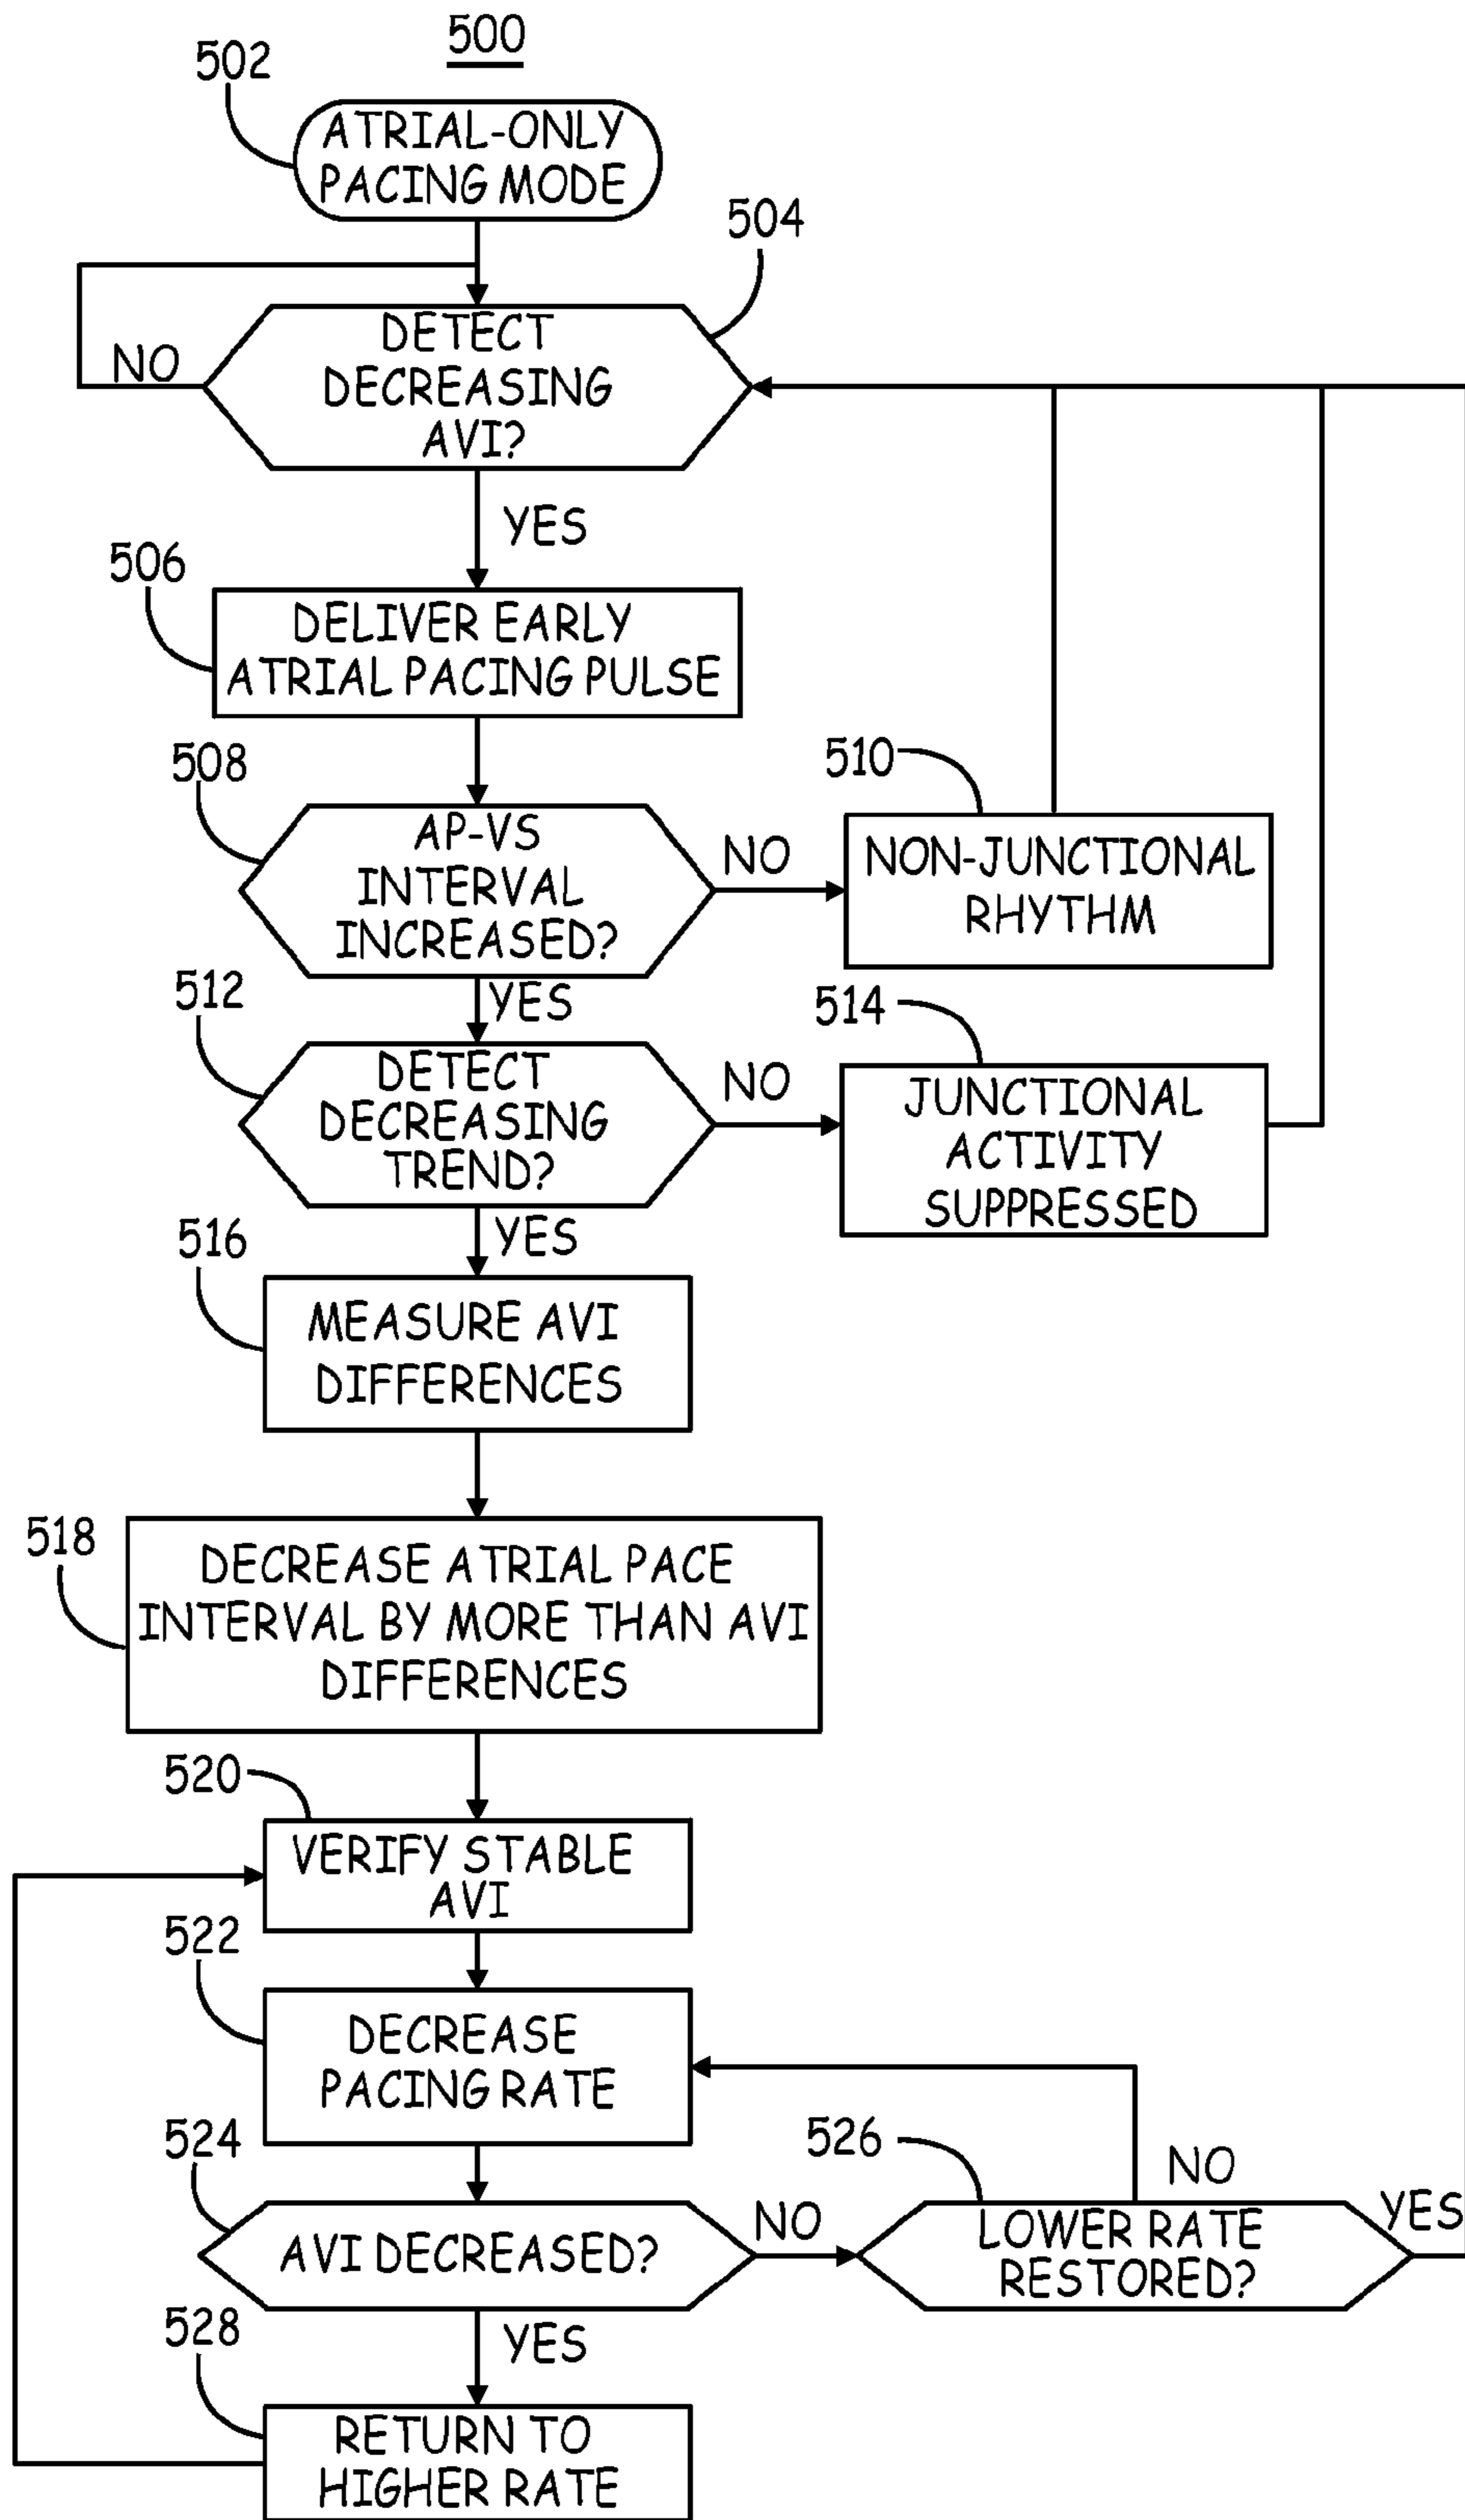 500
502
ATRIAL-ONLY
PACING MODE
504
DETECT
DECREASING
AVI?
NO
YES
506
DELIVER EARLY
ATRIAL PACING PULSE
508
AP-VS
INTERVAL
INCREASED?
NO
510
NON-JUNCTIONAL
RHYTHM
YES
512
DETECT
DECREASING
TREND?
NO
514
JUNCTIONAL
ACTIVITY
SUPPRESSED
YES
516
MEASURE AVI
DIFFERENCES
518
DECREASE ATRIAL PACE
INTERVAL BY MORE THAN AVI
DIFFERENCES
520
VERIFY STABLE
AVI
522
DECREASE
PACING RATE
524
AVI DECREASED?
NO
526
LOWER RATE
RESTORED?
NO
YES
YES
528
RETURN TO
HIGHER RATE